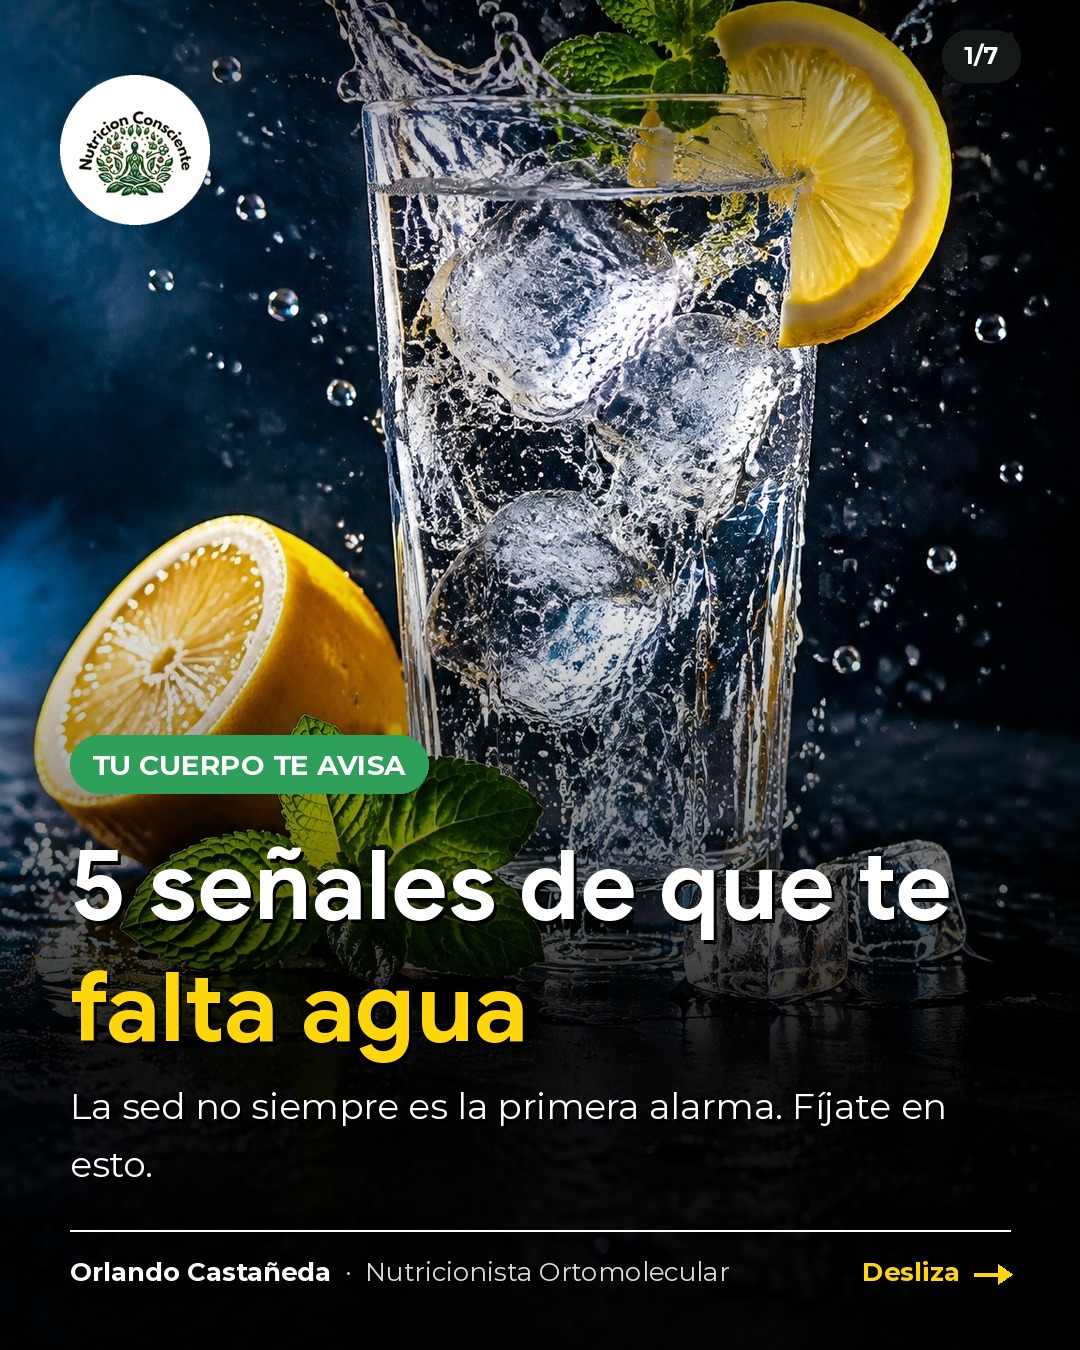 1/7
Nutricion Consciente
TU CUERPO TE AVISA
5 señales de que te
falta agua
La sed no siempre es la primera alarma. Fíjate en
esto.
Orlando Castañeda · Nutricionista Ortomolecular
Desliza →